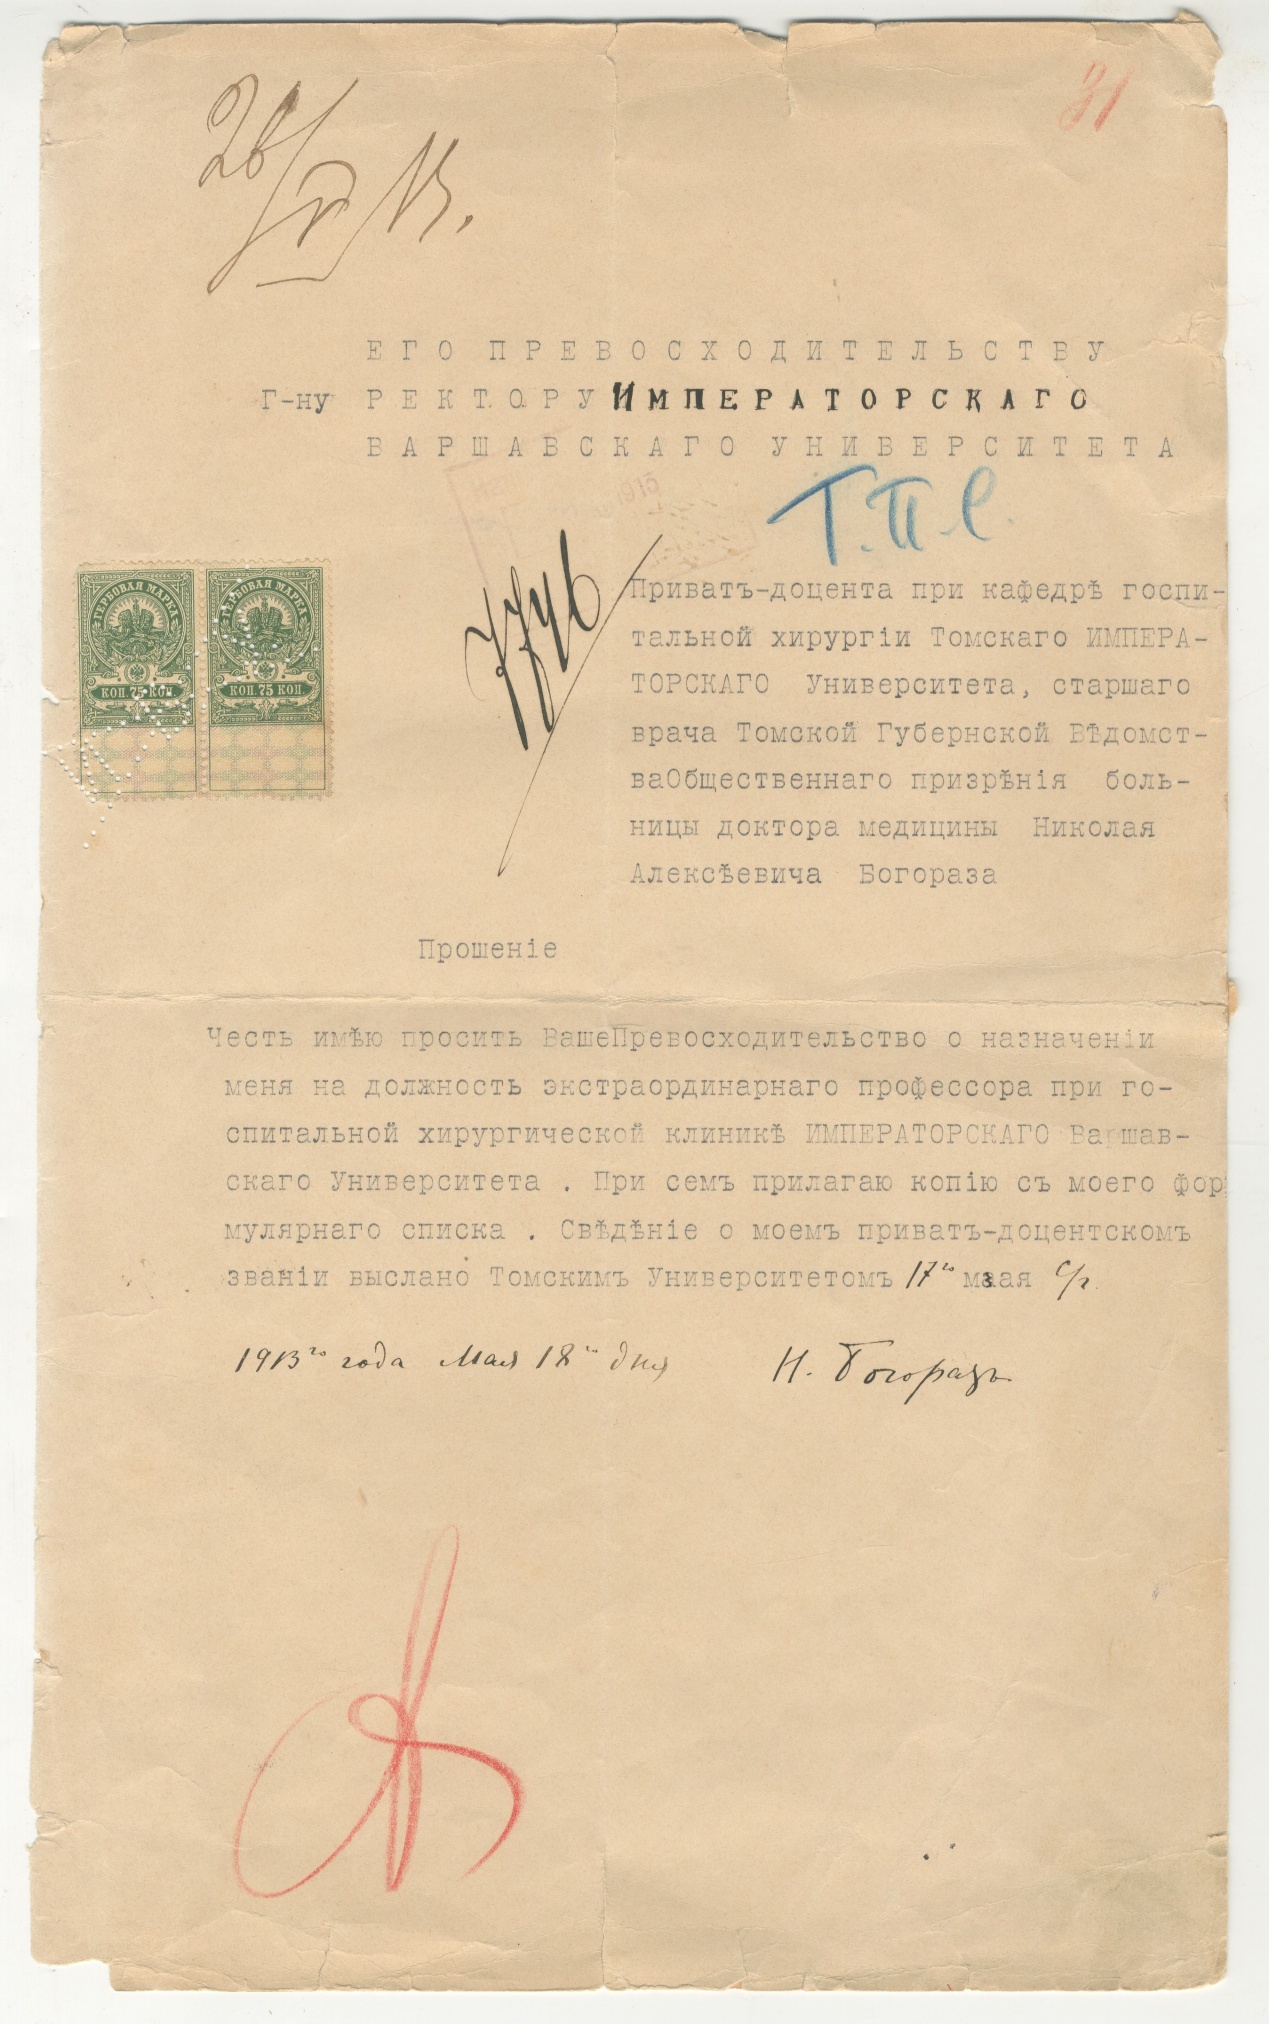 31
26/V 13.
ЕГО ПРЕВОСХОДИТЕЛЬСТВУ
Г-ну РЕКТОРУ ИМПЕРАТОРСКАГО
ВАРШАВСКАГО УНИВЕРСИТЕТА
Т.П.С.
ГЕРБОВАЯ МАРКА ГЕРБОВАЯ МАРКА
КОП. 75 КОП. КОП. 75 КОП.
7746
Приватъ-доцента при кафедрѣ госпи-
тальной хирургіи Томскаго ИМПЕРА-
ТОРСКАГО Университета, старшаго
врача Томской Губернской Вѣдомст-
ваОбщественнаго призрѣнія боль-
ницы доктора медицины Николая
Алексѣевича Богораза
Прошеніе
Честь имѣю просить ВашеПревосходительство о назначеніи
меня на должность экстраординарнаго профессора при го-
спитальной хирургической клиникѣ ИМПЕРАТОРСКАГО Варшав-
скаго Университета . При семъ прилагаю копію съ моего фор
мулярнаго списка . Свѣдѣніе о моемъ приватъ-доцентскомъ
званіи выслано Томскимъ Университетомъ 17го маая с/г.
1913го года Мая 18го дня Н. Богоразъ